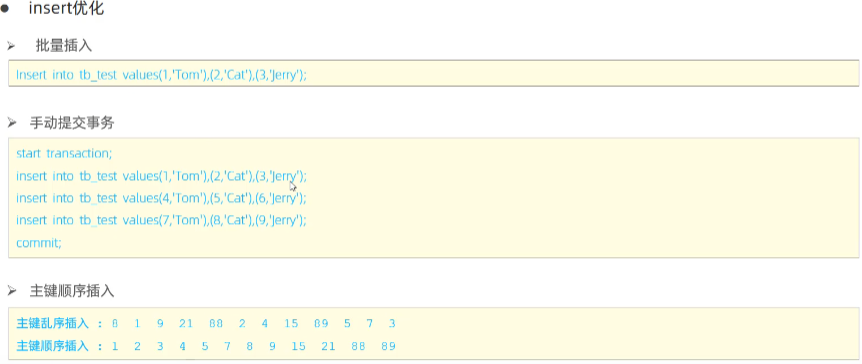 insert优化
批量插入
Insert into tb_test values(1,'Tom'),(2,'Cat'),(3,'Jerry');
手动提交事务
start transaction;
insert into tb_test values(1,'Tom'),(2,'Cat'),(3,'Jerry');
insert into tb_test values(4,'Tom'),(5,'Cat'),(6,'Jerry');
insert into tb_test values(7,'Tom'),(8,'Cat'),(9,'Jerry');
commit;
主键顺序插入
主键乱序插入 : 8 1 9 21 88 2 4 15 89 5 7 3
主键顺序插入 : 1 2 3 4 5 7 8 9 15 21 88 89